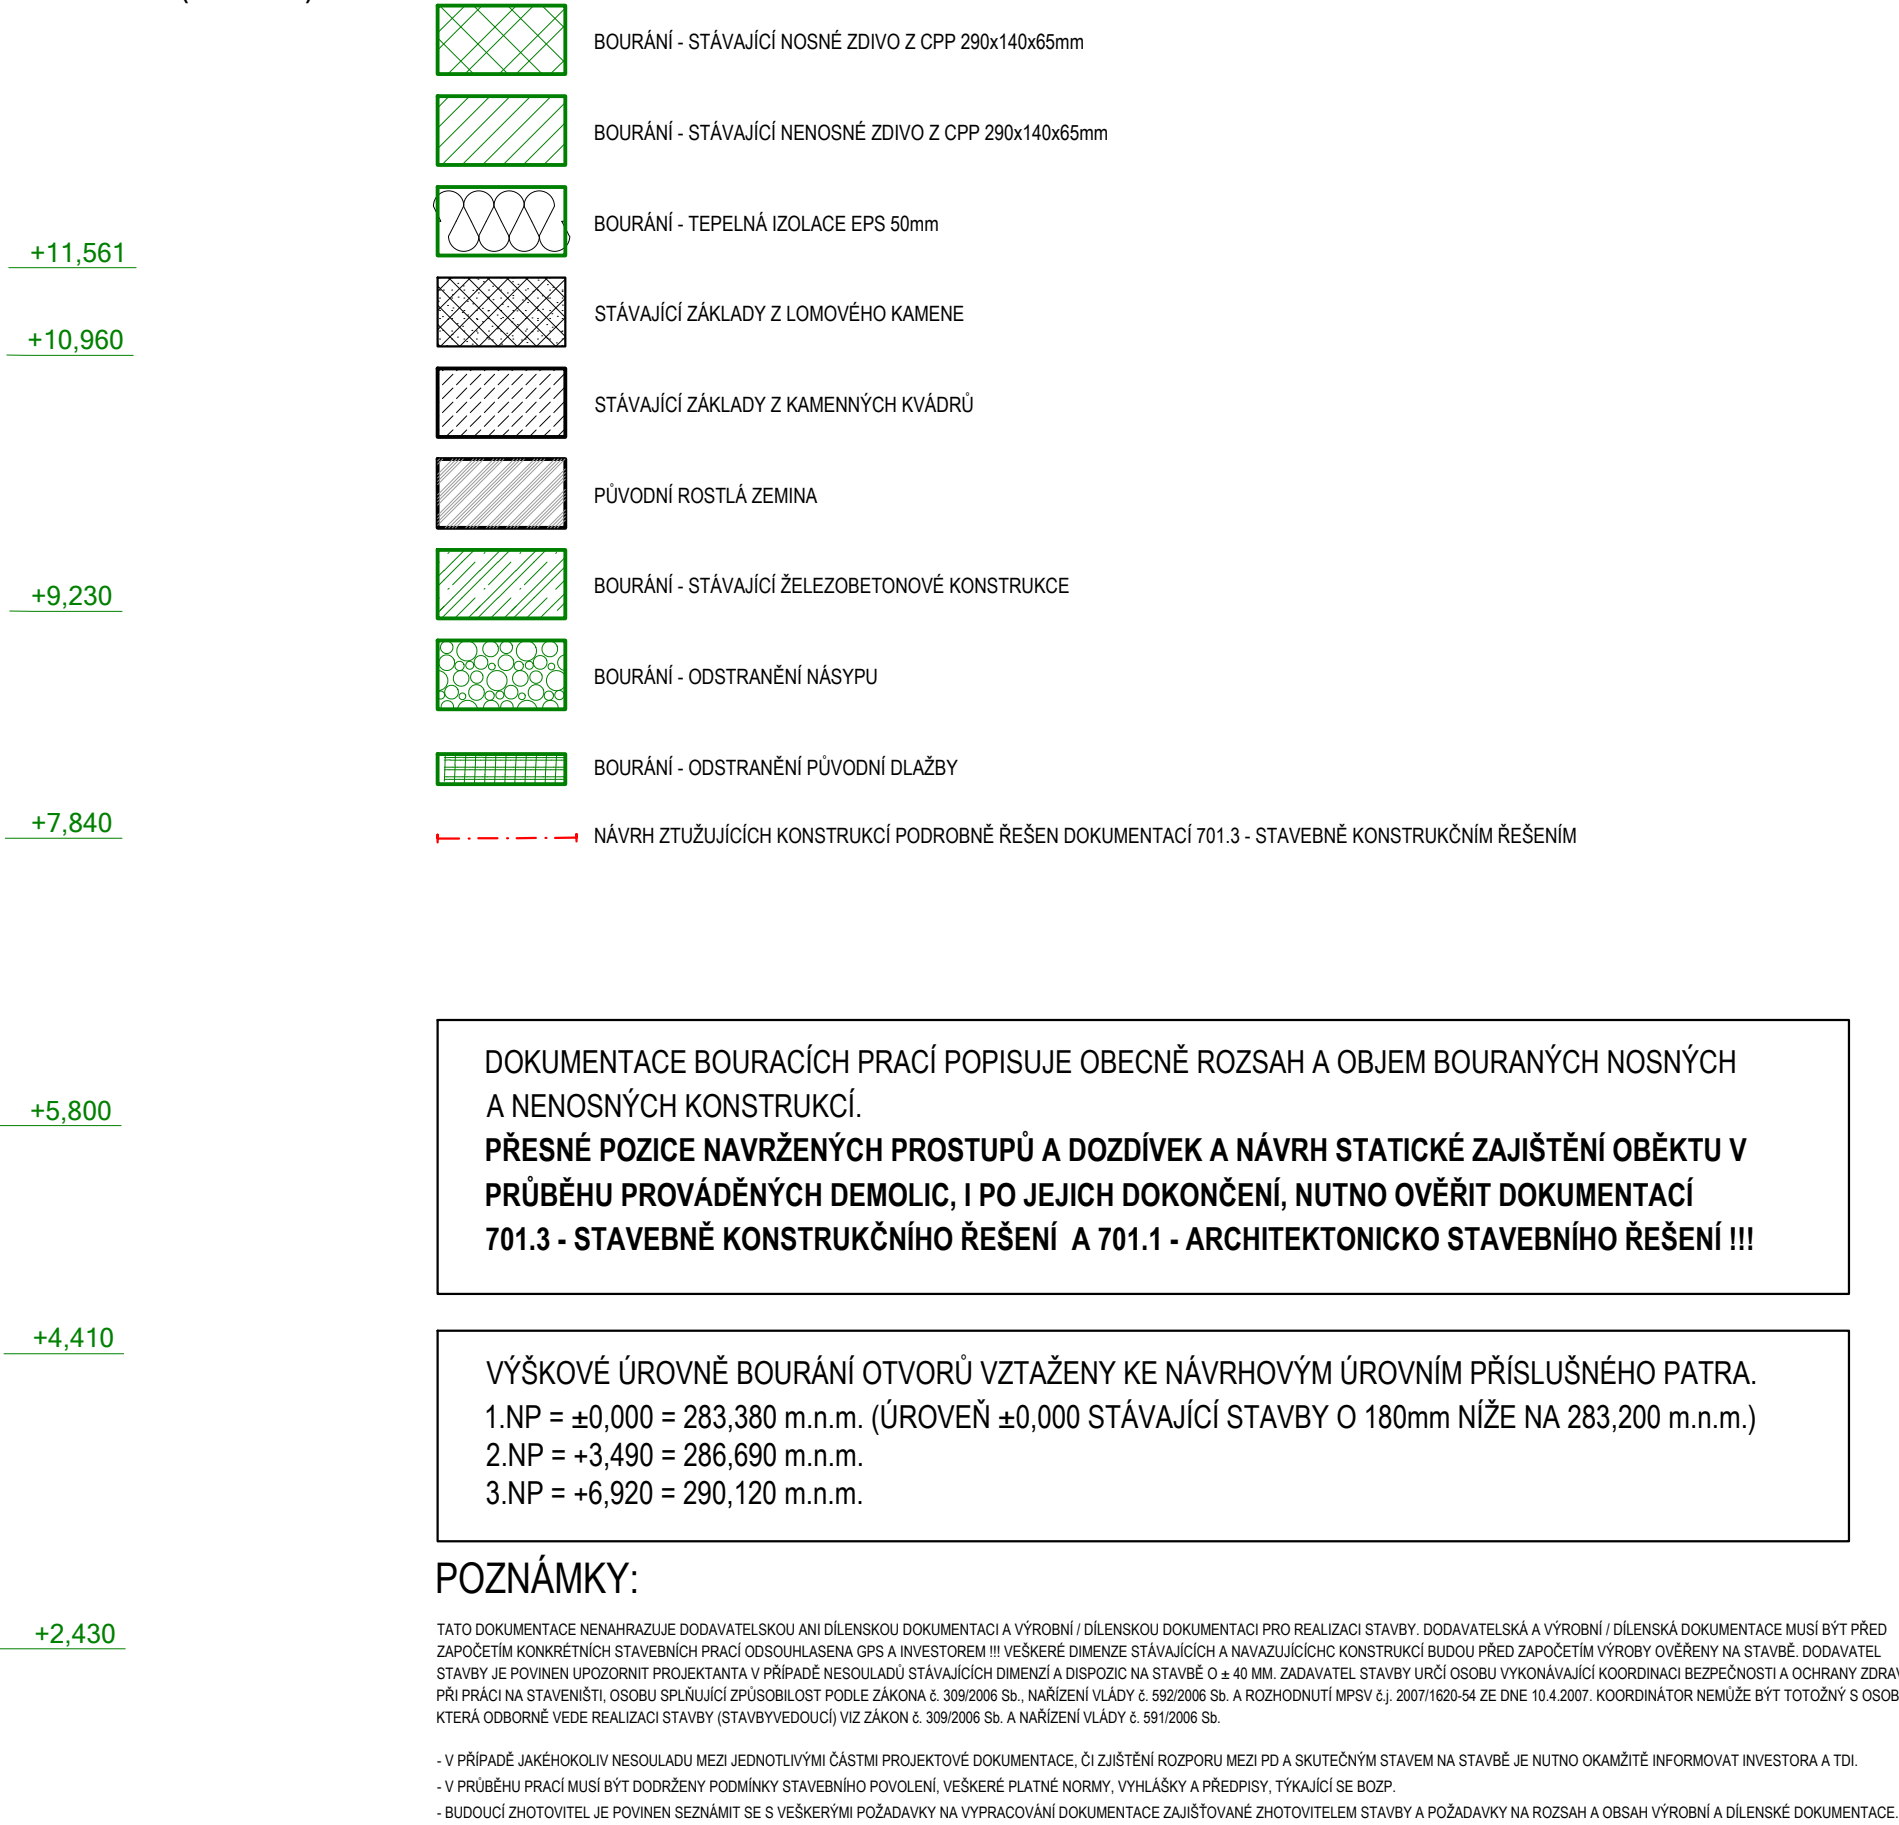 BOURÁNÍ - STÁVAJÍCÍ NOSNÉ ZDIVO Z CPP 290x140x65mm
BOURÁNÍ - STÁVAJÍCÍ NENOSNÉ ZDIVO Z CPP 290x140x65mm
BOURÁNÍ - TEPELNÁ IZOLACE EPS 50mm
+11,561
STÁVAJÍCÍ ZÁKLADY Z LOMOVÉHO KAMENE
+10,960
STÁVAJÍCÍ ZÁKLADY Z KAMENNÝCH KVÁDRŮ
PŮVODNÍ ROSTLÁ ZEMINA
BOURÁNÍ - STÁVAJÍCÍ ŽELEZOBETONOVÉ KONSTRUKCE
+9,230
BOURÁNÍ - ODSTRANĚNÍ NÁSYPU
BOURÁNÍ - ODSTRANĚNÍ PŮVODNÍ DLAŽBY
+7,840
NÁVRH ZTUŽUJÍCÍCH KONSTRUKCÍ PODROBNĚ ŘEŠEN DOKUMENTACÍ 701.3 - STAVEBNĚ KONSTRUKČNÍM ŘEŠENÍM
DOKUMENTACE BOURACÍCH PRACÍ POPISUJE OBECNĚ ROZSAH A OBJEM BOURANÝCH NOSNÝCH
A NENOSNÝCH KONSTRUKCÍ.
+5,800
PŘESNÉ POZICE NAVRŽENÝCH PROSTUPŮ A DOZDÍVEK A NÁVRH STATICKÉ ZAJIŠTĚNÍ OBĚKTU V
PRŮBĚHU PROVÁDĚNÝCH DEMOLIC, I PO JEJICH DOKONČENÍ, NUTNO OVĚŘIT DOKUMENTACÍ
701.3 - STAVEBNĚ KONSTRUKČNÍHO ŘEŠENÍ  A 701.1 - ARCHITEKTONICKO STAVEBNÍHO ŘEŠENÍ !!!
+4,410
VÝŠKOVÉ ÚROVNĚ BOURÁNÍ OTVORŮ VZTAŽENY KE NÁVRHOVÝM ÚROVNÍM PŘÍSLUŠNÉHO PATRA.
1.NP = ±0,000 = 283,380 m.n.m. (ÚROVEŇ ±0,000 STÁVAJÍCÍ STAVBY O 180mm NÍŽE NA 283,200 m.n.m.)
2.NP = +3,490 = 286,690 m.n.m.
3.NP = +6,920 = 290,120 m.n.m.
POZNÁMKY:
+2,430
TATO DOKUMENTACE NENAHRAZUJE DODAVATELSKOU ANI DÍLENSKOU DOKUMENTACI A VÝROBNÍ / DÍLENSKOU DOKUMENTACI PRO REALIZACI STAVBY. DODAVATELSKÁ A VÝROBNÍ / DÍLENSKÁ DOKUMENTACE MUSÍ BÝT PŘED
ZAPOČETÍM KONKRÉTNÍCH STAVEBNÍCH PRACÍ ODSOUHLASENA GPS A INVESTOREM !!! VEŠKERÉ DIMENZE STÁVAJÍCÍCH A NAVAZUJÍCÍCHC KONSTRUKCÍ BUDOU PŘED ZAPOČETÍM VÝROBY OVĚŘENY NA STAVBĚ. DODAVATEL
STAVBY JE POVINEN UPOZORNIT PROJEKTANTA V PŘÍPADĚ NESOULADŮ STÁVAJÍCÍCH DIMENZÍ A DISPOZIC NA STAVBĚ O ± 40 MM. ZADAVATEL STAVBY URČÍ OSOBU VYKONÁVAJÍCÍ KOORDINACI BEZPEČNOSTI A OCHRANY ZDRAV
PŘI PRÁCI NA STAVENIŠTI, OSOBU SPLŇUJÍCÍ ZPŮSOBILOST PODLE ZÁKONA č. 309/2006 Sb., NAŘÍZENÍ VLÁDY č. 592/2006 Sb. A ROZHODNUTÍ MPSV č.j. 2007/1620-54 ZE DNE 10.4.2007. KOORDINÁTOR NEMŮŽE BÝT TOTOŽNÝ S OSOB
KTERÁ ODBORNĚ VEDE REALIZACI STAVBY (STAVBYVEDOUCÍ) VIZ ZÁKON č. 309/2006 Sb. A NAŘÍZENÍ VLÁDY č. 591/2006 Sb.
- V PŘÍPADĚ JAKÉHOKOLIV NESOULADU MEZI JEDNOTLIVÝMI ČÁSTMI PROJEKTOVÉ DOKUMENTACE, ČI ZJIŠTĚNÍ ROZPORU MEZI PD A SKUTEČNÝM STAVEM NA STAVBĚ JE NUTNO OKAMŽITĚ INFORMOVAT INVESTORA A TDI.
- V PRŮBĚHU PRACÍ MUSÍ BÝT DODRŽENY PODMÍNKY STAVEBNÍHO POVOLENÍ, VEŠKERÉ PLATNÉ NORMY, VYHLÁŠKY A PŘEDPISY, TÝKAJÍCÍ SE BOZP.
- BUDOUCÍ ZHOTOVITEL JE POVINEN SEZNÁMIT SE S VEŠKERÝMI POŽADAVKY NA VYPRACOVÁNÍ DOKUMENTACE ZAJIŠŤOVANÉ ZHOTOVITELEM STAVBY A POŽADAVKY NA ROZSAH A OBSAH VÝROBNÍ A DÍLENSKÉ DOKUMENTACE.